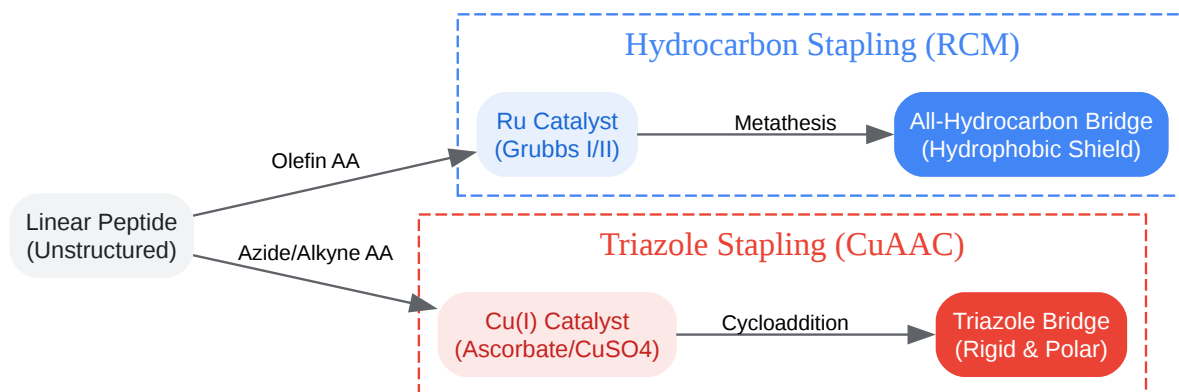 Hydrocarbon Stapling (RCM)
Ru Catalyst
(Grubbs I/II)
Metathesis
All-Hydrocarbon Bridge
(Hydrophobic Shield)
Olefin AA
Linear Peptide
(Unstructured)
Azide/Alkyne AA
Triazole Stapling (CuAAC)
Cu(I) Catalyst
(Ascorbate/CuSO4)
Cycloaddition
Triazole Bridge
(Rigid & Polar)